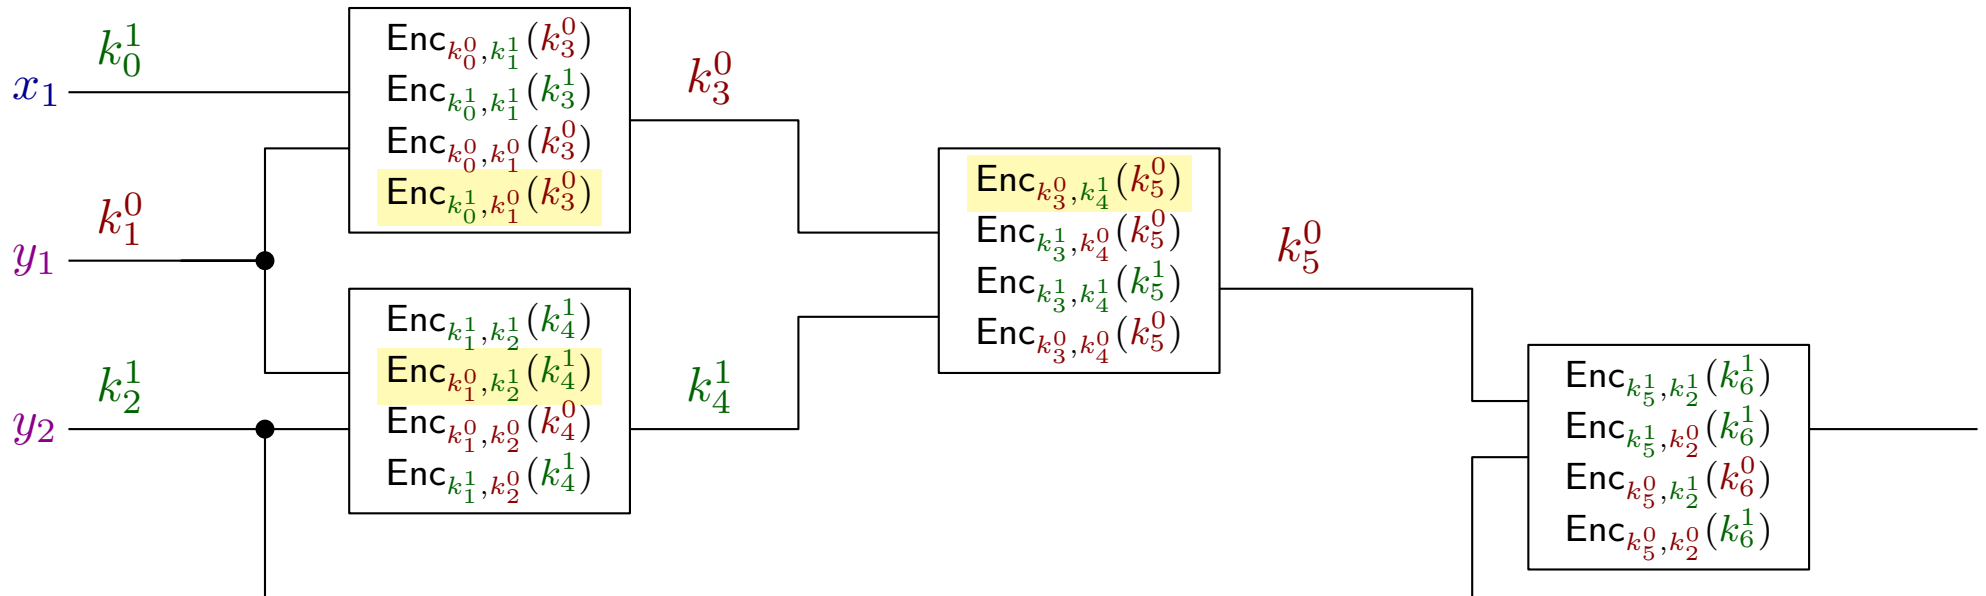 x_1
k_0^1
Enc_{k_0^0,k_1^1}(k_3^0)
Enc_{k_0^1,k_1^1}(k_3^1)
Enc_{k_0^0,k_1^0}(k_3^0)
Enc_{k_0^1,k_1^0}(k_3^0)
k_3^0
y_1
k_1^0
Enc_{k_1^1,k_2^1}(k_4^1)
Enc_{k_1^0,k_2^1}(k_4^1)
Enc_{k_1^0,k_2^0}(k_4^0)
Enc_{k_1^1,k_2^0}(k_4^1)
k_4^1
y_2
k_2^1
Enc_{k_3^0,k_4^1}(k_5^0)
Enc_{k_3^1,k_4^0}(k_5^0)
Enc_{k_3^1,k_4^1}(k_5^1)
Enc_{k_3^0,k_4^0}(k_5^0)
k_5^0
Enc_{k_5^1,k_2^1}(k_6^1)
Enc_{k_5^1,k_2^0}(k_6^1)
Enc_{k_5^0,k_2^1}(k_6^0)
Enc_{k_5^0,k_2^0}(k_6^1)